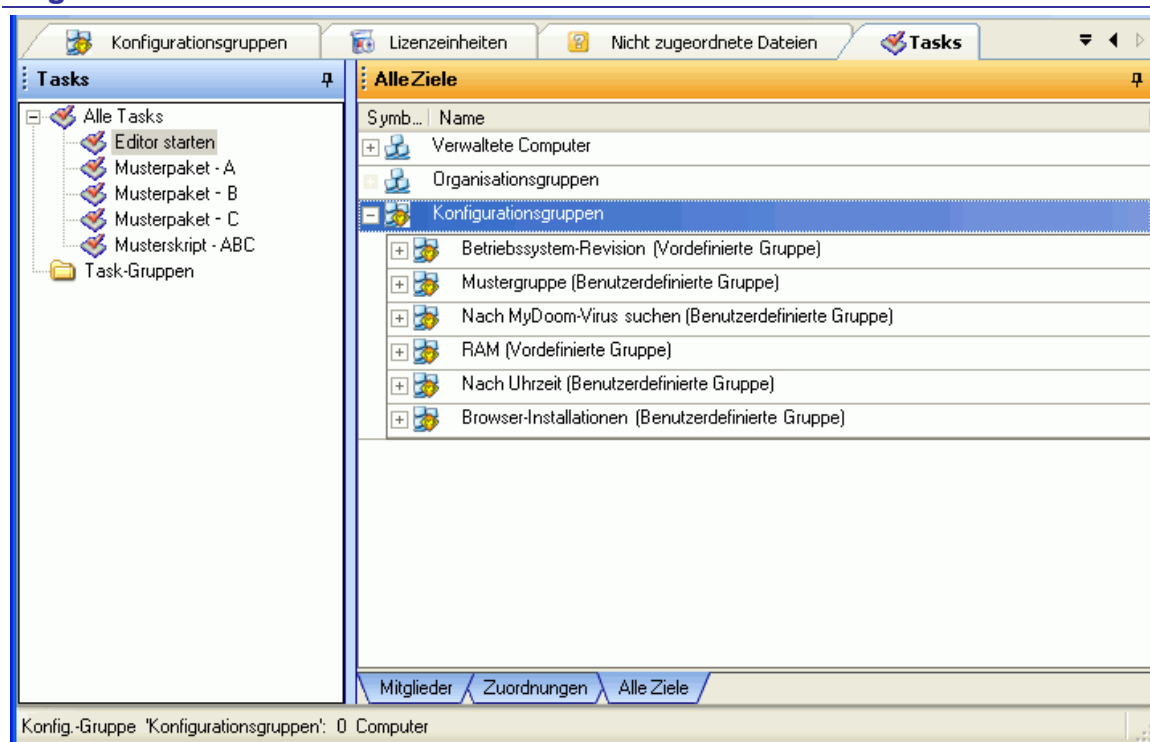 Konfigurationsgruppen Lizenzeinheiten Nicht zugeordnete Dateien Tasks
Tasks
Alle Tasks
Editor starten
Musterpaket - A
Musterpaket - B
Musterpaket - C
Musterskript - ABC
Task-Gruppen
Alle Ziele
Symb... Name
Verwaltete Computer
Organisationsgruppen
Konfigurationsgruppen
Betriebssystem-Revision (Vordefinierte Gruppe)
Mustergruppe (Benutzerdefinierte Gruppe)
Nach MyDoom-Virus suchen (Benutzerdefinierte Gruppe)
RAM (Vordefinierte Gruppe)
Nach Uhrzeit (Benutzerdefinierte Gruppe)
Browser-Installationen (Benutzerdefinierte Gruppe)
Mitglieder Zuordnungen Alle Ziele
Konfig.-Gruppe 'Konfigurationsgruppen': 0 Computer